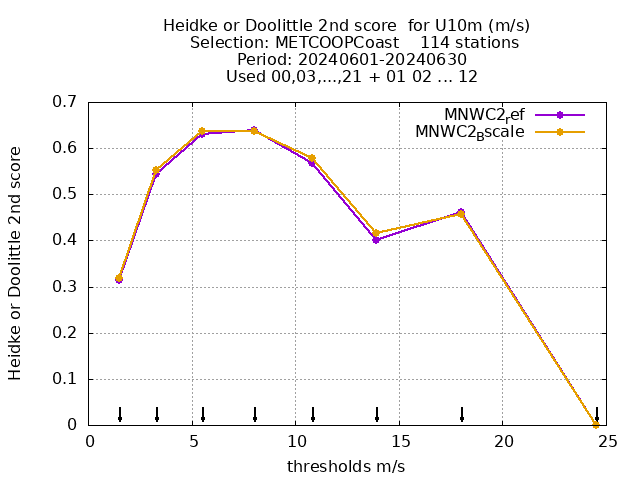 Heidke or Doolittle 2nd score  for U10m (m/s)
Selection: METCOOPCoast    114 stations
Period: 20240601-20240630
Used 00,03,...,21 + 01 02 ... 12
MNWC2ref
MNWC2Bscale
Heidke or Doolittle 2nd score
0.7
0.6
0.5
0.4
0.3
0.2
0.1
0
0 5 10 15 20 25
thresholds m/s